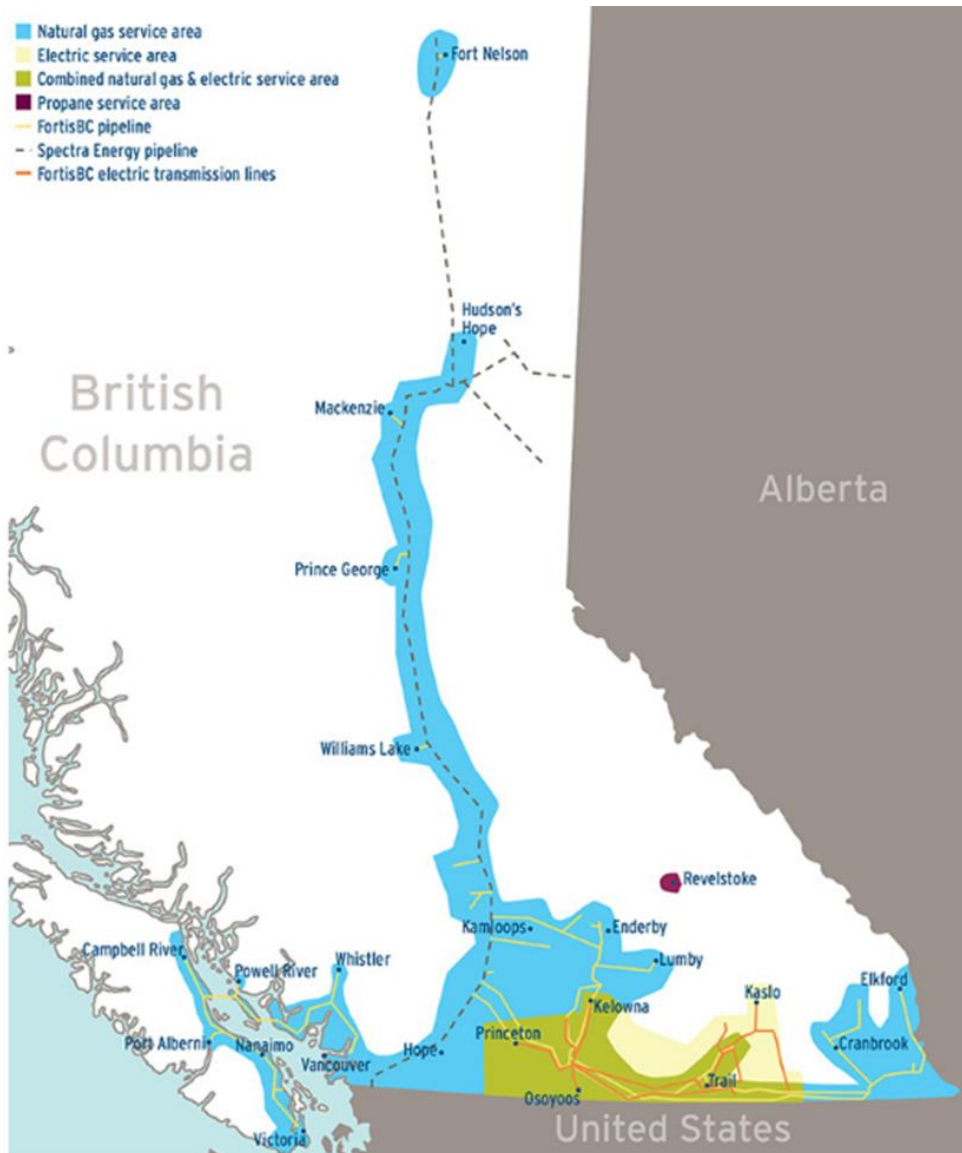 Natural gas service area
Electric service area
Combined natural gas & electric service area
Propane service area
FortisBC pipeline
Spectra Energy pipeline
FortisBC electric transmission lines
Fort Nelson
Hudson's
Hope
British
Columbia
Mackenzie
Alberta
Prince George
Williams Lake
Revelstoke
Kamloops
Enderby
Campbell River
Powell River
Whistler
Lumby
Elkford
Kelowna
Kaslo
Port Alberni
Nanaimo
Vancouver
Hope
Princeton
Cranbrook
Trail
Osoyoos
Victoria
United States